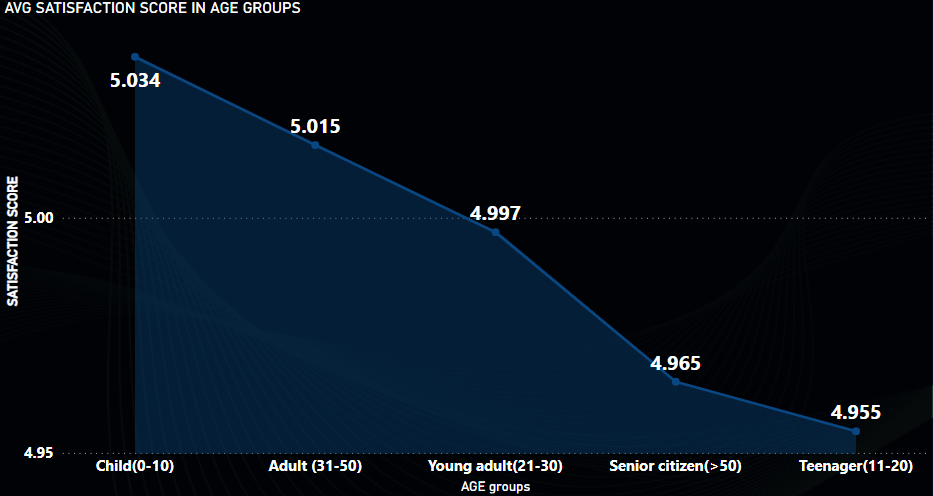 AVG SATISFACTION SCORE IN AGE GROUPS
5.034
5.015
4.997
4.965
4.955
SATISFACTION SCORE
5.00
4.95
Child(0-10) Adult (31-50) Young adult(21-30) Senior citizen(>50) Teenager(11-20)
AGE groups